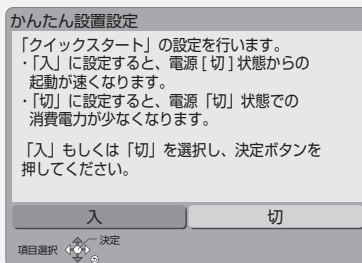 かんたん設置設定
「クイックスタート」の設定を行います。
・「入」に設定すると、電源 [ 切 ] 状態からの
起動が速くなります。
・「切」に設定すると、電源「切」状態での
消費電力が少なくなります。
「入」もしくは「切」を選択し、決定ボタンを
押してください。
入 切
決定
項目選択